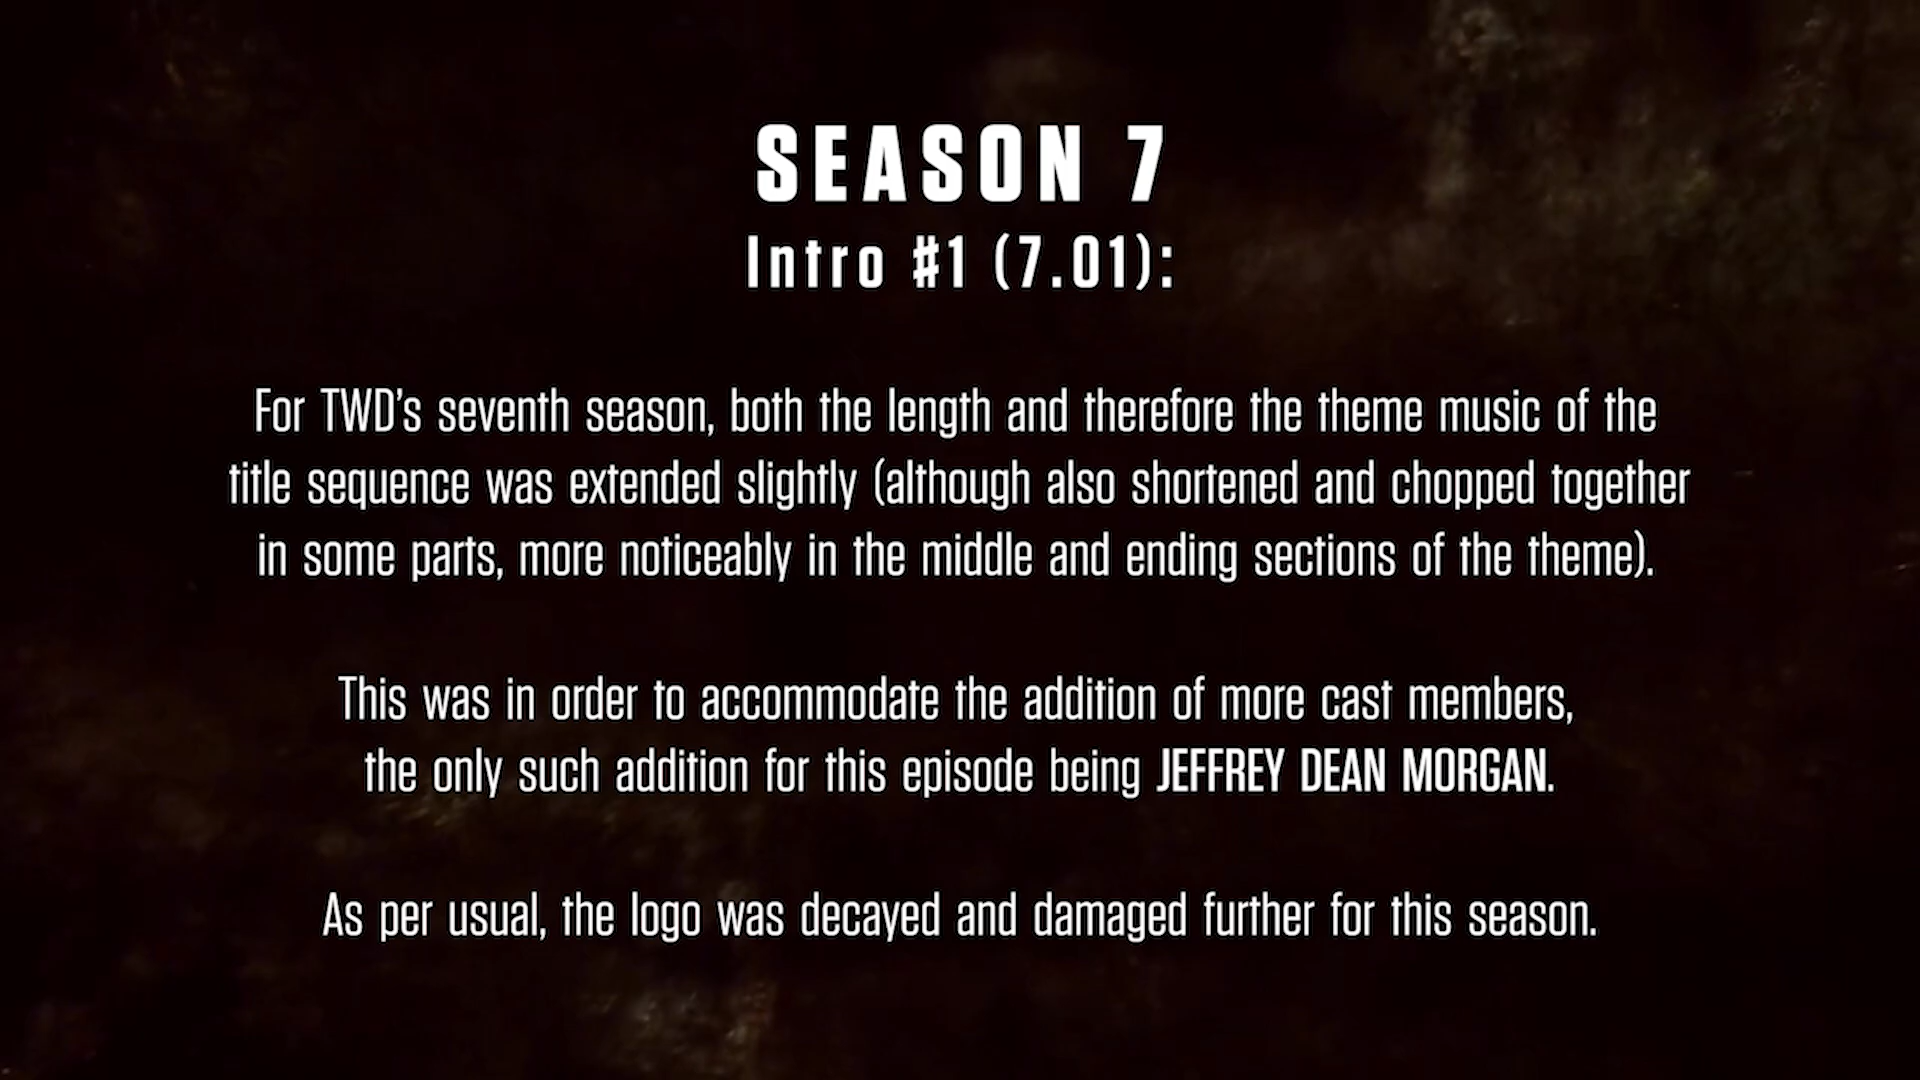 SEASON 7
Intro #1 (7.01):
For TWD’s seventh season, both the length and therefore the theme music of the
title sequence was extended slightly (although also shortened and chopped together
in some parts, more noticeably in the middle and ending sections of the theme).
This was in order to accommodate the addition of more cast members,
the only such addition for this episode being JEFFREY DEAN MORGAN.
As per usual, the logo was decayed and damaged further for this season.